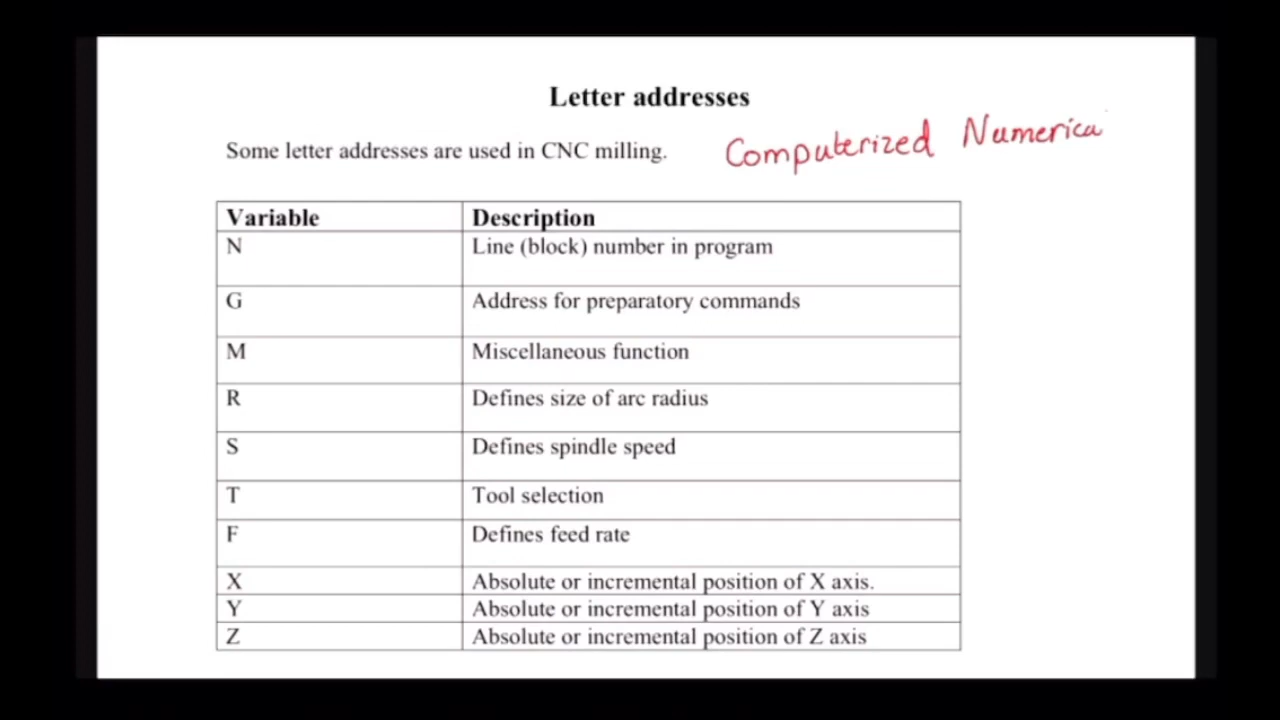 Letter addresses
Some letter addresses are used in CNC milling.
Computerized Numerica
Variable Description
N Line (block) number in program
G Address for preparatory commands
M Miscellaneous function
R Defines size of arc radius
S Defines spindle speed
T Tool selection
F Defines feed rate
X Absolute or incremental position of X axis.
Y Absolute or incremental position of Y axis
Z Absolute or incremental position of Z axis